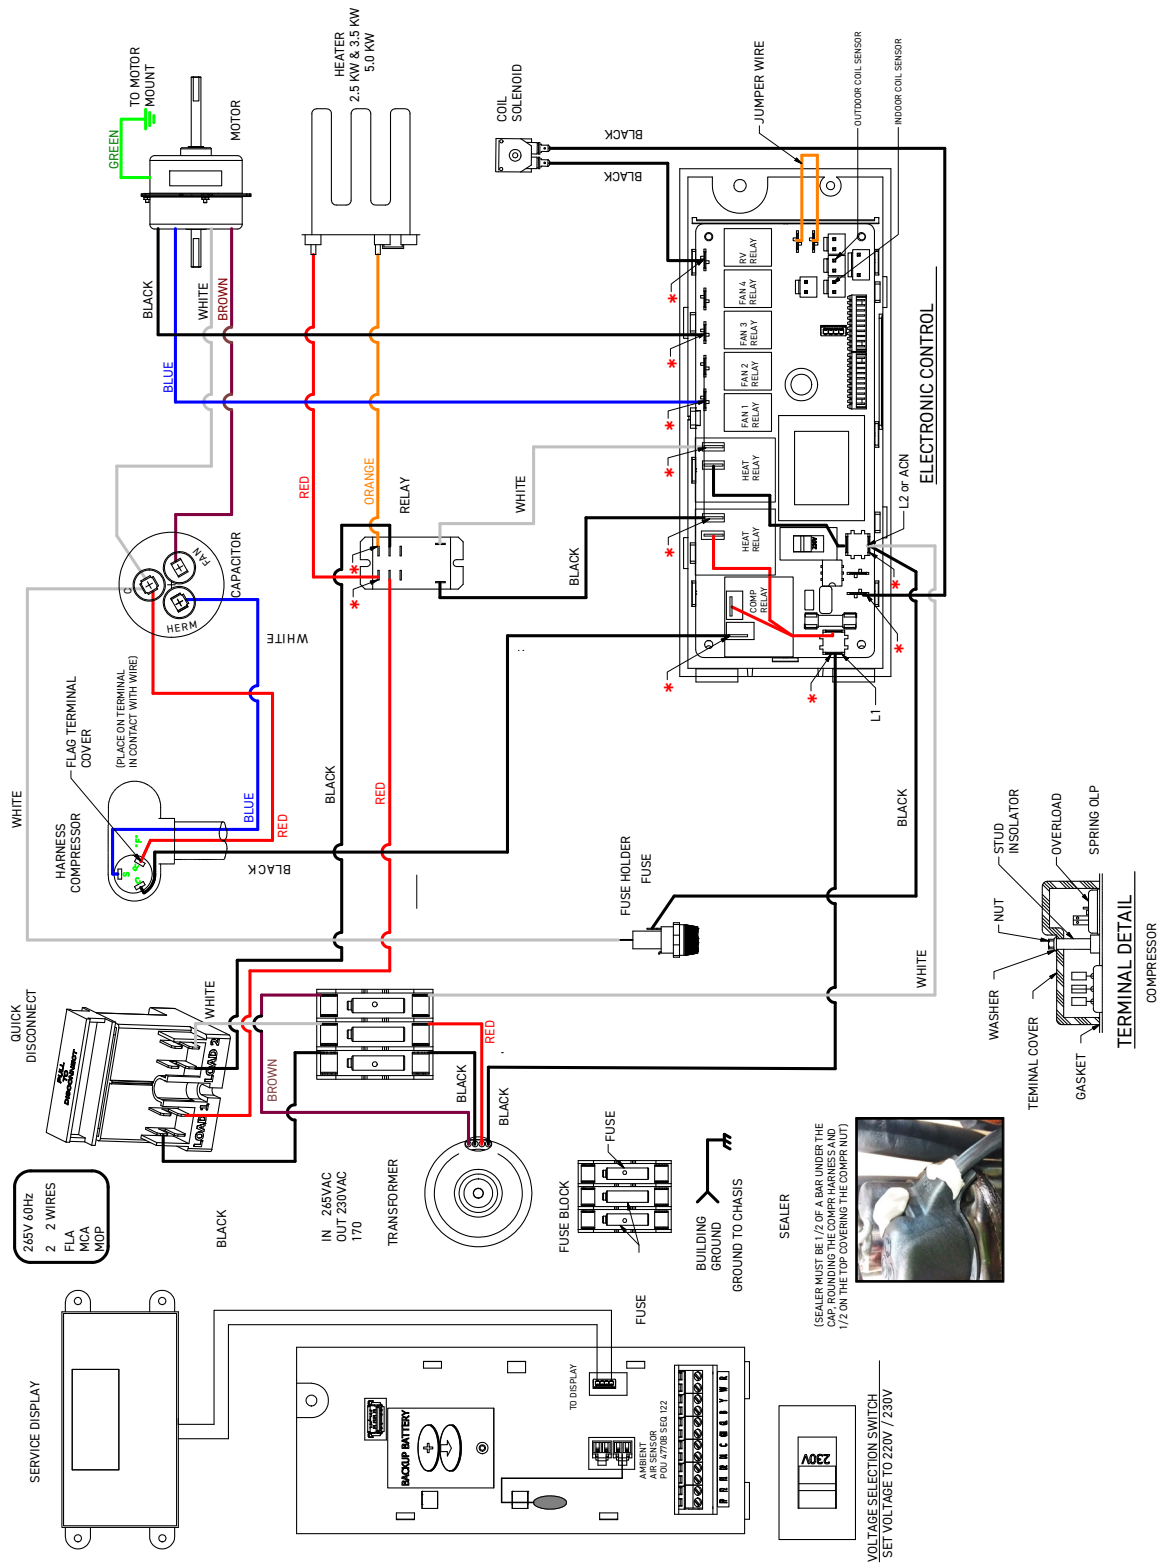 SERVICE DISPLAY
265V 60Hz
2 2 WIRES
FLA
MCA
MOP
QUICK
DISCONNECT
PULL
TO
DISCONNECT
LOAD 1
LOAD 2
WHITE
BLACK
BROWN
RED
BLACK
BLACK
IN 265VAC
OUT 230VAC
170
TRANSFORMER
HARNESS
COMPRESSOR
FLAG TERMINAL
COVER
(PLACE ON TERMINAL
IN CONTACT WITH WIRE)
WHITE
BLUE
RED
BLACK
S
C
C
FAN
HERM
CAPACITOR
WHITE
GREEN
TO MOTOR
MOUNT
MOTOR
BLACK
BLUE
WHITE
BROWN
HEATER
2.5 KW & 3.5 KW
5.0 KW
RED
ORANGE
RELAY
BLACK
RED
WHITE
BLACK
COIL
SOLENOID
BLACK
BLACK
JUMPER WIRE
OUTDOOR COIL SENSOR
INDOOR COIL SENSOR
RV
RELAY
FAN 4
RELAY
FAN 3
RELAY
FAN 2
RELAY
FAN 1
RELAY
HEAT
RELAY
HEAT
RELAY
COMP
RELAY
ELECTRONIC CONTROL
L2 or ACN
L1
FUSE HOLDER
FUSE
BLACK
WHITE
FUSE BLOCK
FUSE
FUSE
BUILDING
GROUND
GROUND TO CHASIS
SEALER
(SEALER MUST BE 1/2 OF A BAR UNDER THE
CAP, ROUNDING THE COMPR HARNESS AND
1/2 ON THE TOP COVERING THE COMPR NUT)
BACKUP BATTERY
TO DISPLAY
AMBIENT
AIR SENSOR
POU 4770B SEQ 122
230V
VOLTAGE SELECTION SWITCH
SET VOLTAGE TO 220V / 230V
WASHER
NUT
STUD
INSOLATOR
OVERLOAD
SPRING OLP
TEMINAL COVER
GASKET
TERMINAL DETAIL
COMPRESSOR